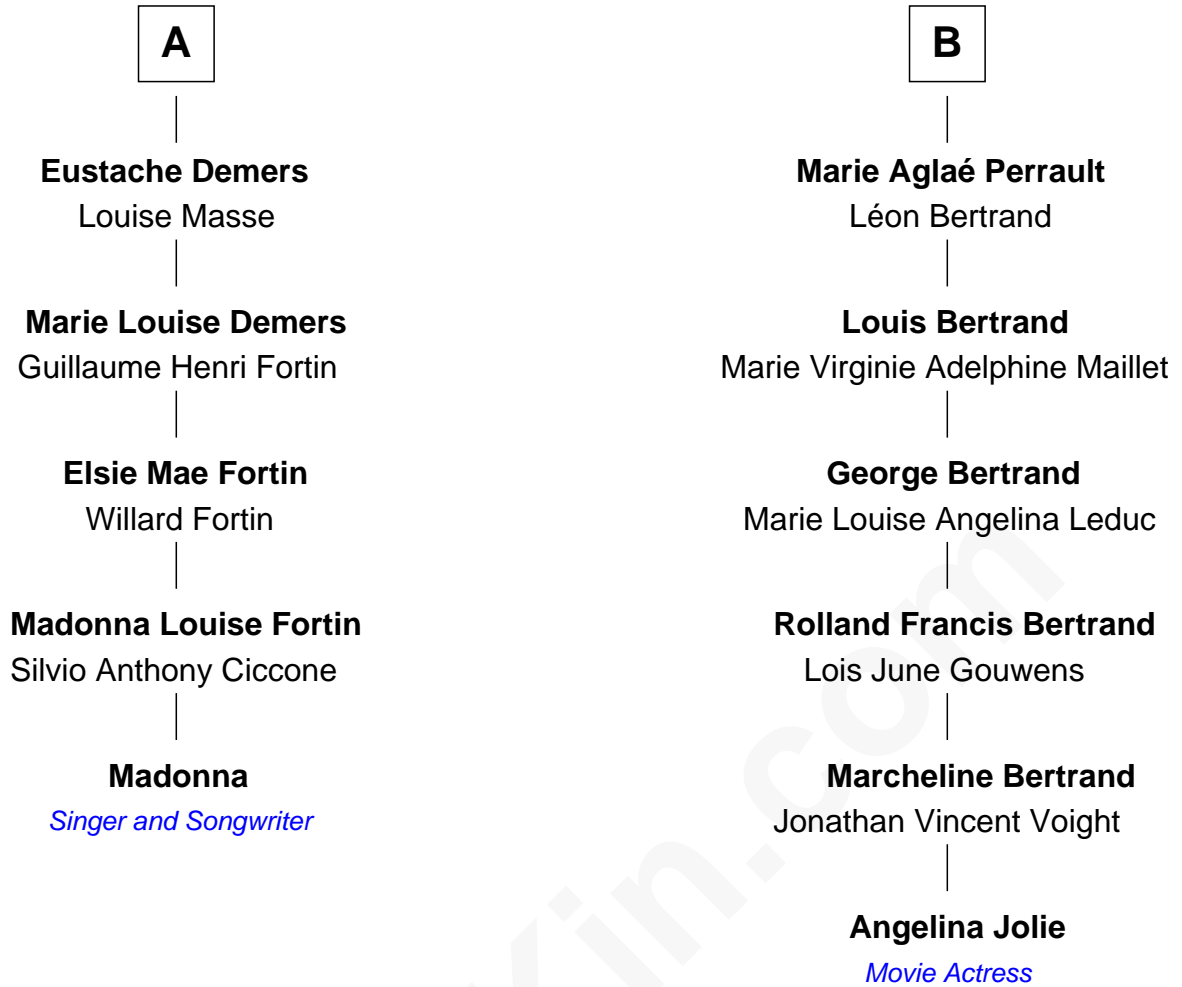 A
Eustache Demers
Louise Masse
Marie Louise Demers
Guillaume Henri Fortin
Elsie Mae Fortin
Willard Fortin
Madonna Louise Fortin
Silvio Anthony Ciccone
Madonna
Singer and Songwriter
B
Marie Aglaé Perrault
Léon Bertrand
Louis Bertrand
Marie Virginie Adelphine Maillet
George Bertrand
Marie Louise Angelina Leduc
Rolland Francis Bertrand
Lois June Gouwens
Marcheline Bertrand
Jonathan Vincent Voight
Angelina Jolie
Movie Actress
Kin.com